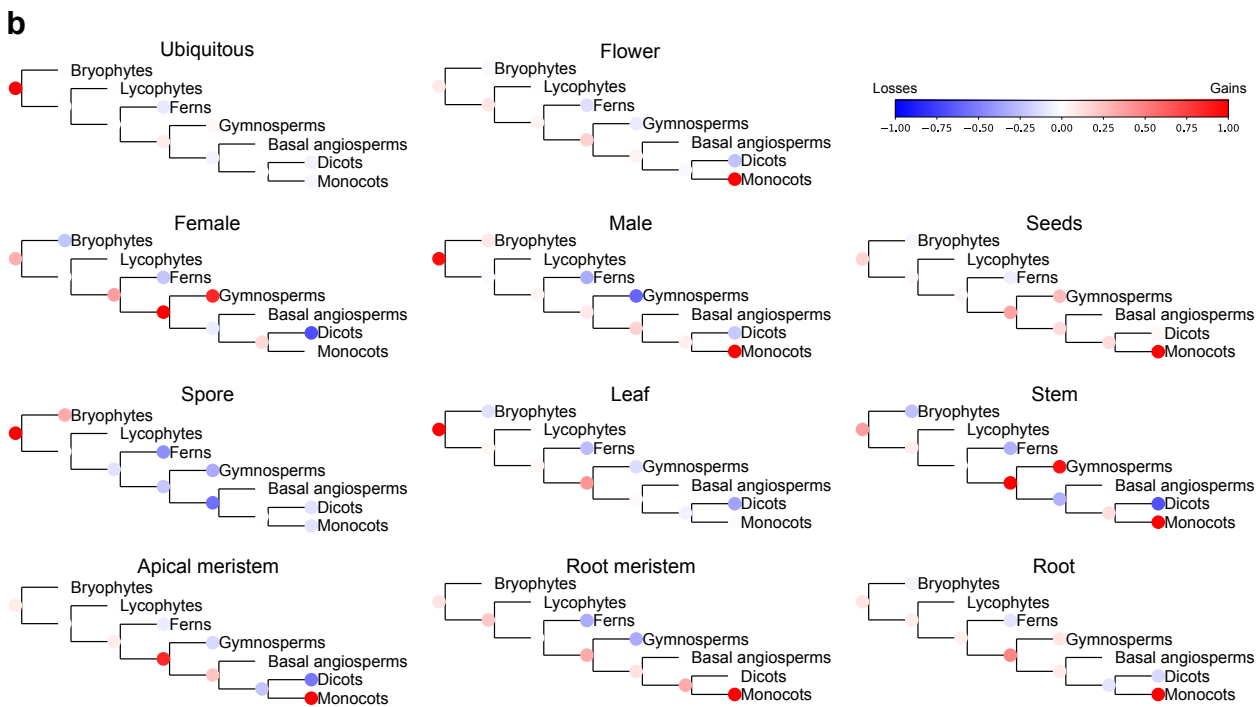 b
Ubiquitous
Bryophytes
Lycophytes
Ferns
Gymnosperms
Basal angiosperms
Dicots
Monocots
Flower
Bryophytes
Lycophytes
Ferns
Gymnosperms
Basal angiosperms
Dicots
Monocots
Losses Gains
−1.00 −0.75 −0.50 −0.25 0.00 0.25 0.50 0.75 1.00
Female
Bryophytes
Lycophytes
Ferns
Gymnosperms
Basal angiosperms
Dicots
Monocots
Male
Bryophytes
Lycophytes
Ferns
Gymnosperms
Basal angiosperms
Dicots
Monocots
Seeds
Bryophytes
Lycophytes
Ferns
Gymnosperms
Basal angiosperms
Dicots
Monocots
Spore
Bryophytes
Lycophytes
Ferns
Gymnosperms
Basal angiosperms
Dicots
Monocots
Leaf
Bryophytes
Lycophytes
Ferns
Gymnosperms
Basal angiosperms
Dicots
Monocots
Stem
Bryophytes
Lycophytes
Ferns
Gymnosperms
Basal angiosperms
Dicots
Monocots
Apical meristem
Bryophytes
Lycophytes
Ferns
Gymnosperms
Basal angiosperms
Dicots
Monocots
Root meristem
Bryophytes
Lycophytes
Ferns
Gymnosperms
Basal angiosperms
Dicots
Monocots
Root
Bryophytes
Lycophytes
Ferns
Gymnosperms
Basal angiosperms
Dicots
Monocots